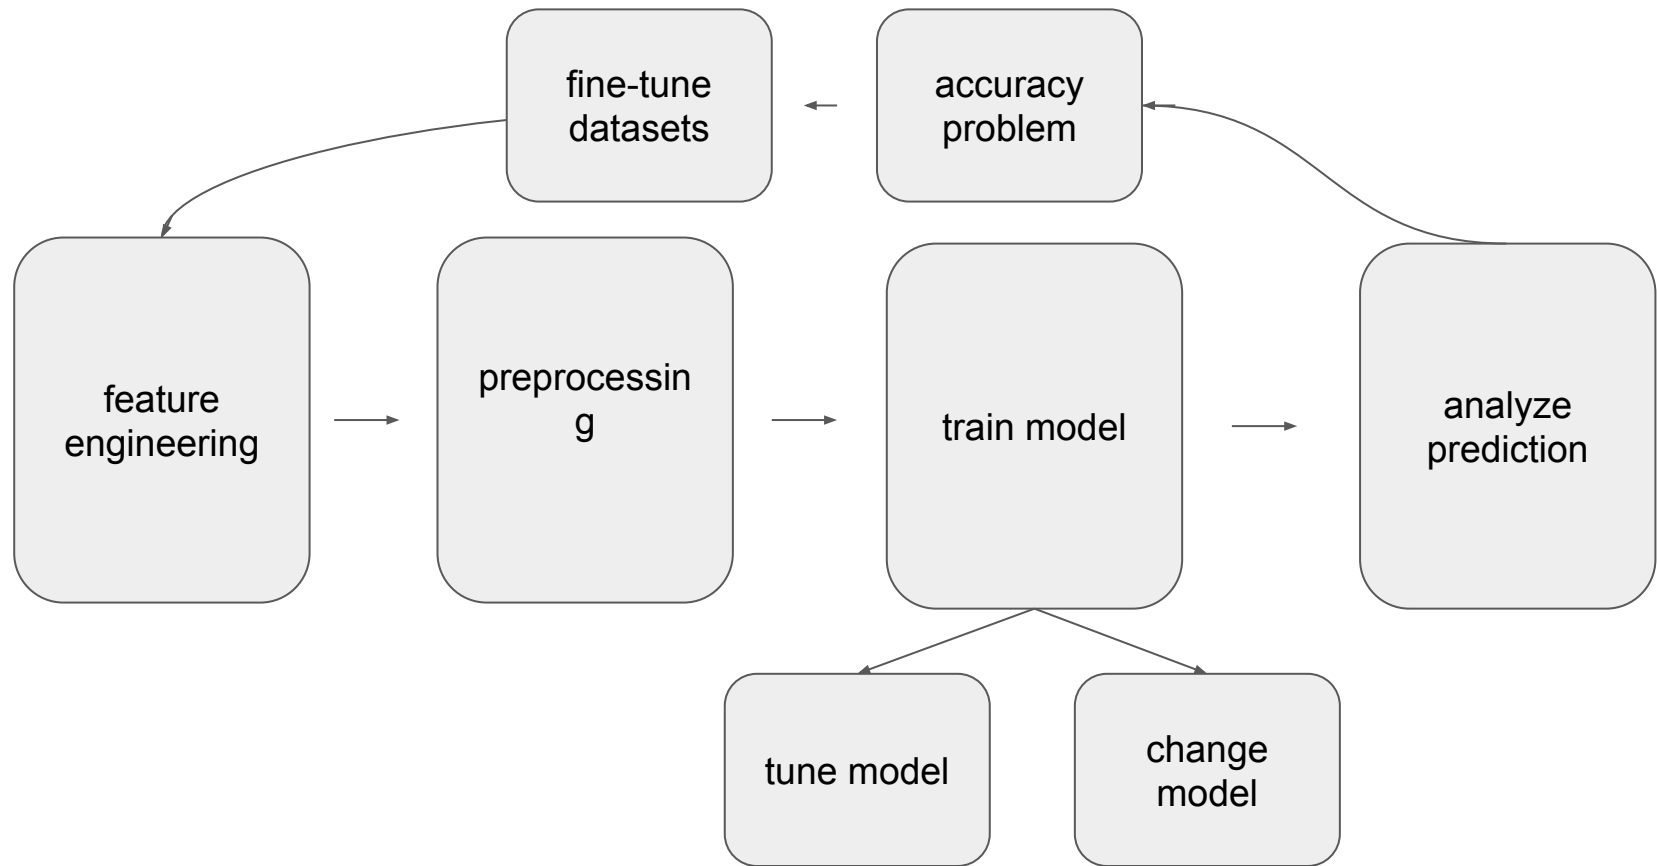 fine-tune
datasets
accuracy
problem
feature
engineering
preprocessin
g
train model
analyze
prediction
tune model
change
model